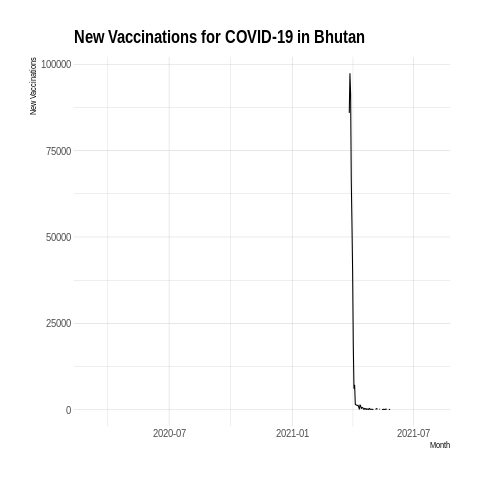 New Vaccinations for COVID-19 in Bhutan
New Vaccinations
100000
75000
50000
25000
0
2020-07
2021-01
2021-07
Month